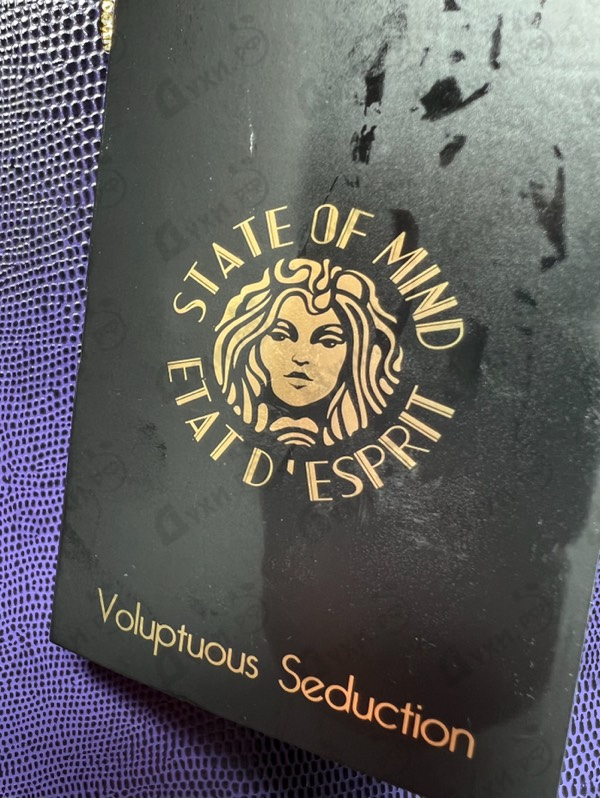 STATE OF MIND
ETAT D'ESPRIT
Voluptuous Seduction